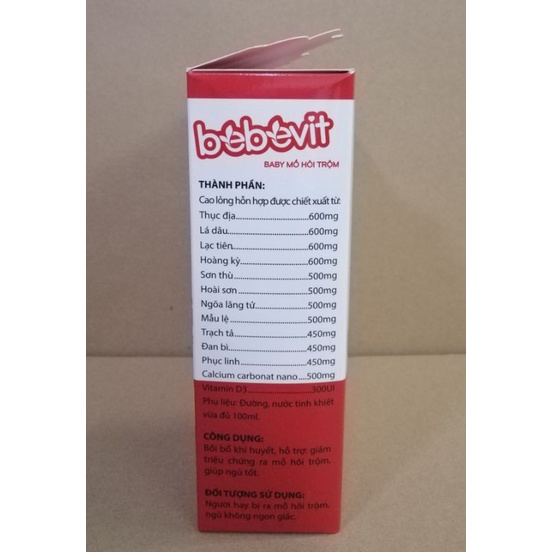 bebevit
BABY MỒ HÔI TRỘM
THÀNH PHẦN:
Cao lỏng hỗn hợp được chiết xuất từ:
Thục địa..............................600mg
Lá dâu.................................600mg
Lạc tiên................................600mg
Hoàng kỳ.............................600mg
Sơn thù................................500mg
Hoài sơn..............................500mg
Ngõa lăng tử.......................500mg
Mẫu lệ..................................500mg
Trạch tả................................450mg
Đan bì...................................450mg
Phục linh..............................450mg
Calcium carbonat nano....500mg
Vitamin D3..........................300UI
Phụ liệu: Đường, nước tinh khiết
vừa đủ 100ml.
CÔNG DỤNG:
Bồi bổ khí huyết, hỗ trợ giảm
triệu chứng ra mồ hôi trộm,
giúp ngủ tốt.
ĐỐI TƯỢNG SỬ DỤNG:
Người hay bị ra mồ hôi trộm,
ngủ không ngon giấc.